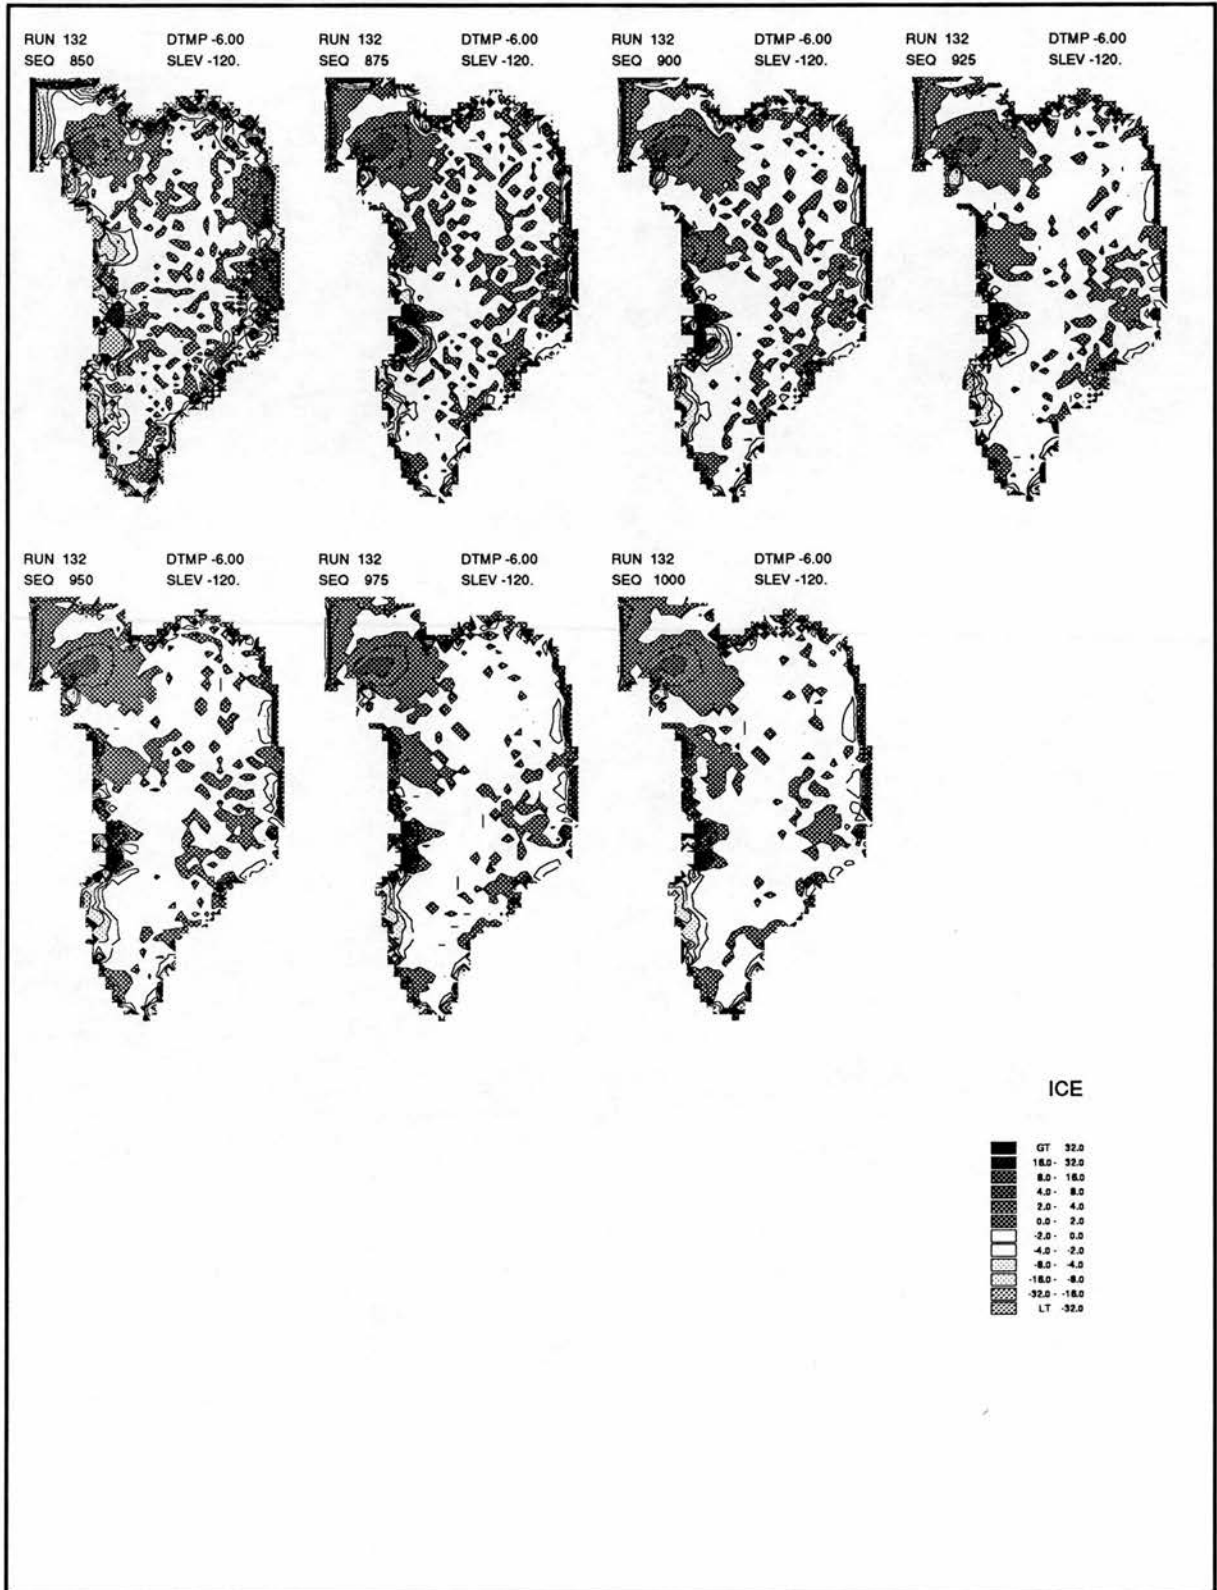 RUN 132 DTMP -6.00 RUN 132 DTMP -6.00 RUN 132 DTMP -6.00 RUN 132 DTMP -6.00
SEQ 850 SLEV -120. SEQ 875 SLEV -120. SEQ 900 SLEV -120. SEQ 925 SLEV -120.
RUN 132 DTMP -6.00 RUN 132 DTMP -6.00 RUN 132 DTMP -6.00
SEQ 950 SLEV -120. SEQ 975 SLEV -120. SEQ 1000 SLEV -120.
ICE
GT 32.0
16.0 - 32.0
8.0 - 16.0
4.0 - 8.0
2.0 - 4.0
0.0 - 2.0
-2.0 - 0.0
-4.0 - -2.0
-8.0 - -4.0
-16.0 - -8.0
-32.0 - -16.0
LT -32.0